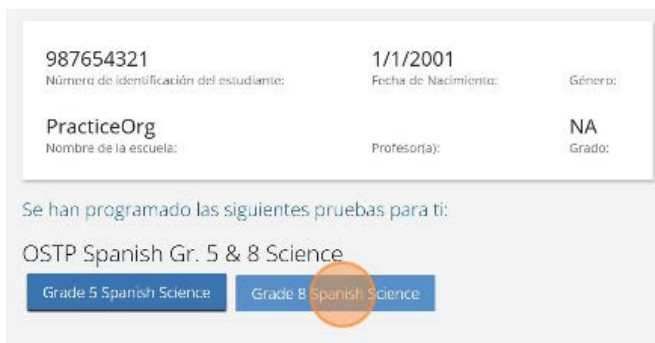 987654321 1/1/2001
Número de identificación del estudiante: Fecha de Nacimiento: Género:
PracticeOrg NA
Nombre de la escuela: Profesor(a): Grado:
Se han programado las siguientes pruebas para ti:
OSTP Spanish Gr. 5 & 8 Science
Grade 5 Spanish Science Grade 8 Spanish Science